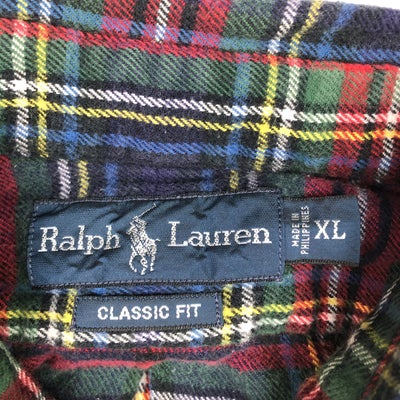 Ralph Lauren
MADE IN
PHILIPPINES
XL
CLASSIC FIT